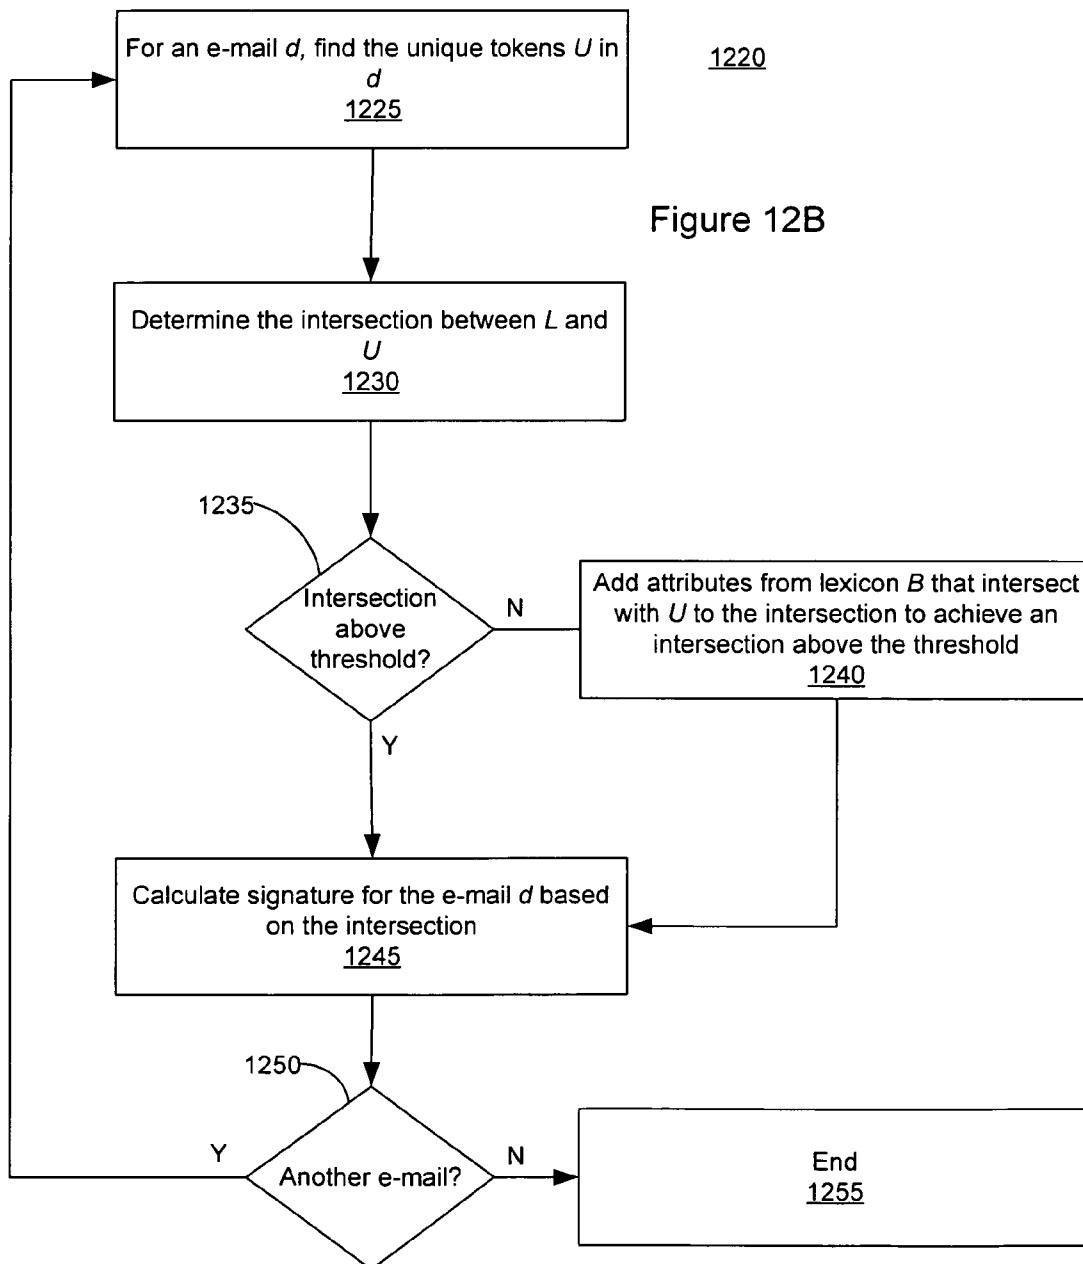 For an e-mail d, find the unique tokens U in
d
1225
1220
Figure 12B
Determine the intersection between L and
U
1230
1235
Intersection
above
threshold?
N
Add attributes from lexicon B that intersect
with U to the intersection to achieve an
intersection above the threshold
1240
Y
Calculate signature for the e-mail d based
on the intersection
1245
1250
Y
Another e-mail?
N
End
1255